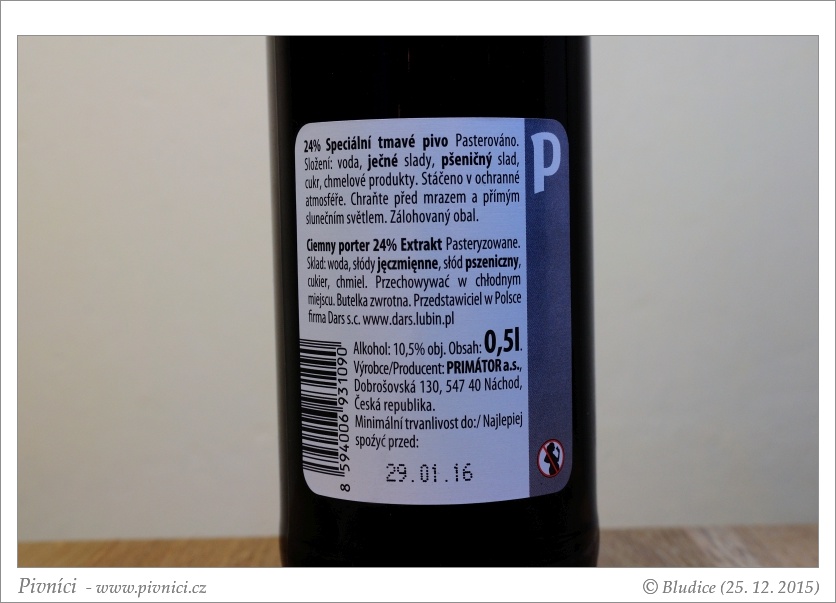 24% Speciální tmavé pivo Pasterováno.
Složení: voda, ječné slady, pšeničný slad,
cukr, chmelové produkty. Stáčeno v ochranné
atmosféře. Chraňte před mrazem a přímým
slunečním světlem. Zálohovaný obal.
Ciemny porter 24% Extrakt Pasteryzowane.
Skład: woda, słódy jęczmięnne, słód pszeniczny,
cukier, chmiel. Przechowywać w chłodnym
miejscu. Butelka zwrotna. Przedstawiciel w Polsce
firma Dars s.c. www.dars.lubin.pl
Alkohol: 10,5% obj. Obsah: 0,5l.
Výrobce/Producent: PRIMÁTOR a.s.,
Dobrošovská 130, 547 40 Náchod,
Česká republika.
Minimální trvanlivost do:/ Najlepiej
spoźyć przed:
29.01.16
8 594006 931090
P
Pivníci - www.pivnici.cz
© Bludice (25. 12. 2015)